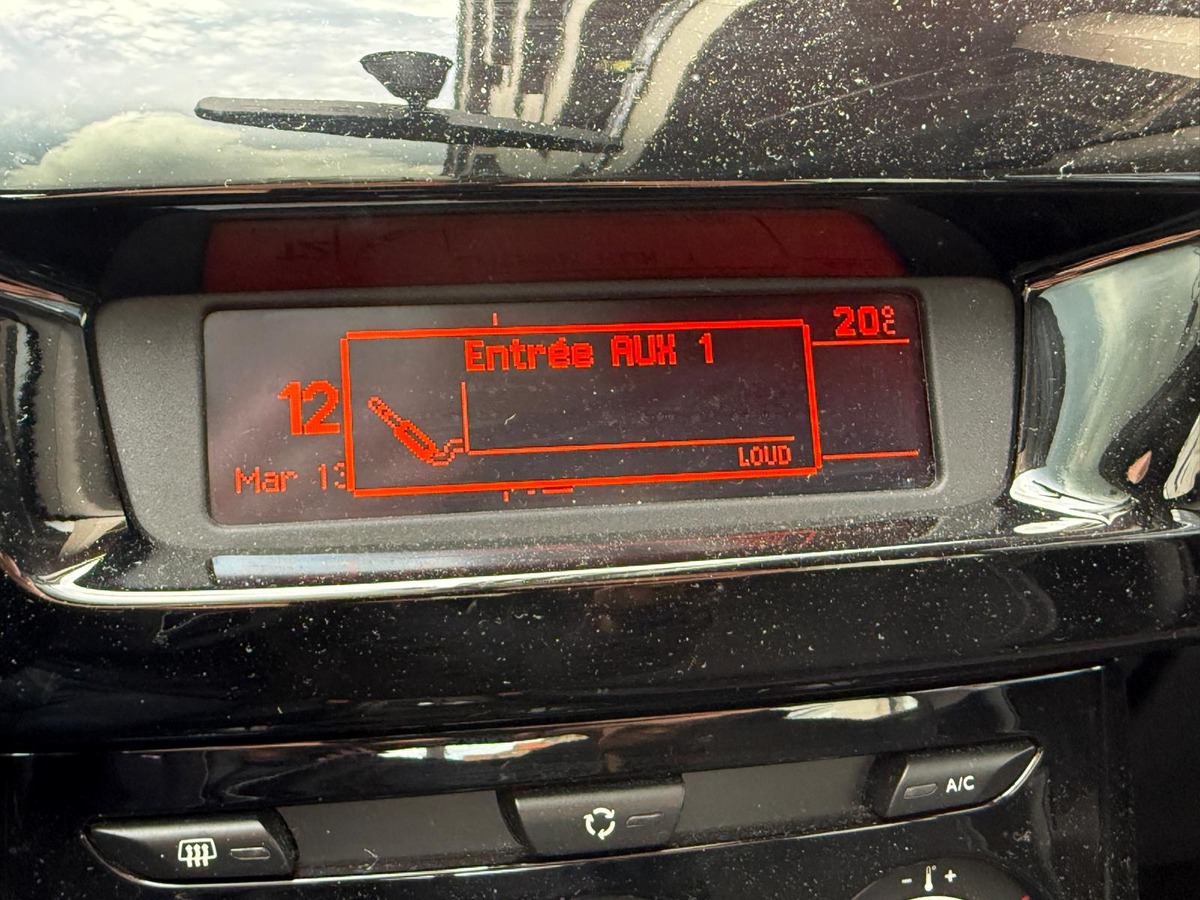 20°C
Entrée AUX 1
12
LOUD
Mar 13
A/C
- +